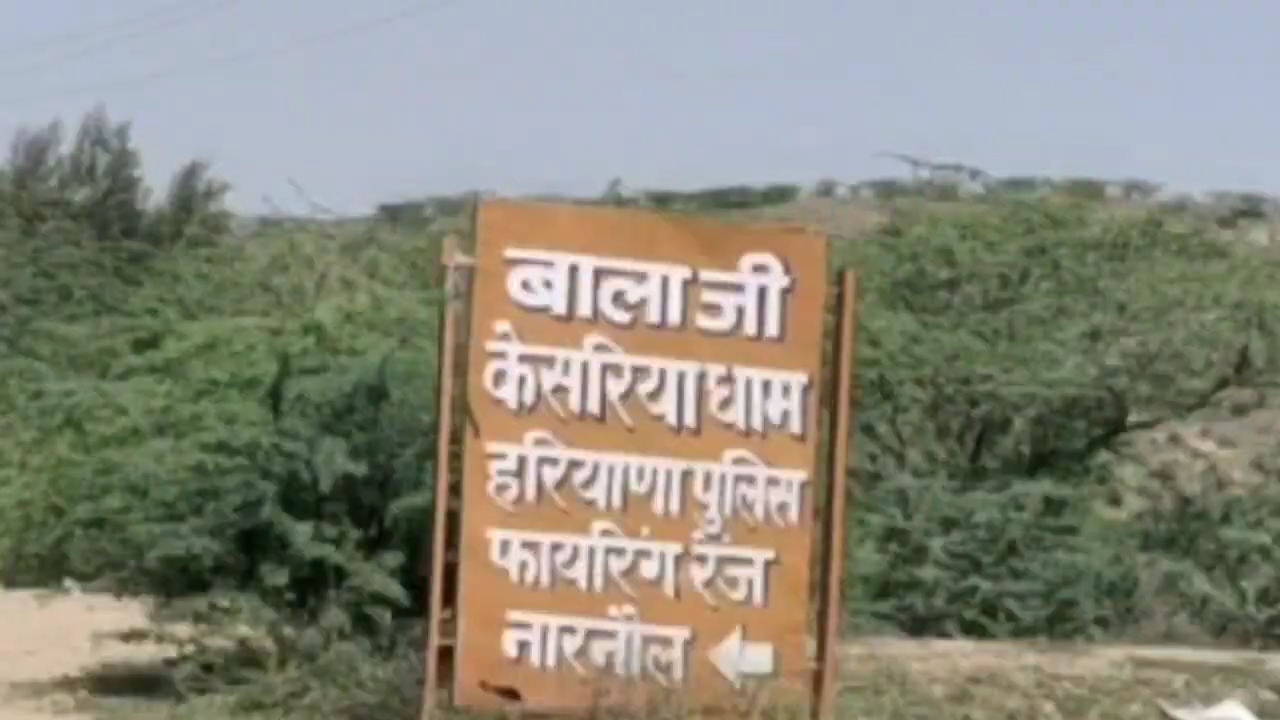 बाला जी
केसरिया धाम
हरियाणा पुलिस
फायरिंग रेंज
नारनौल